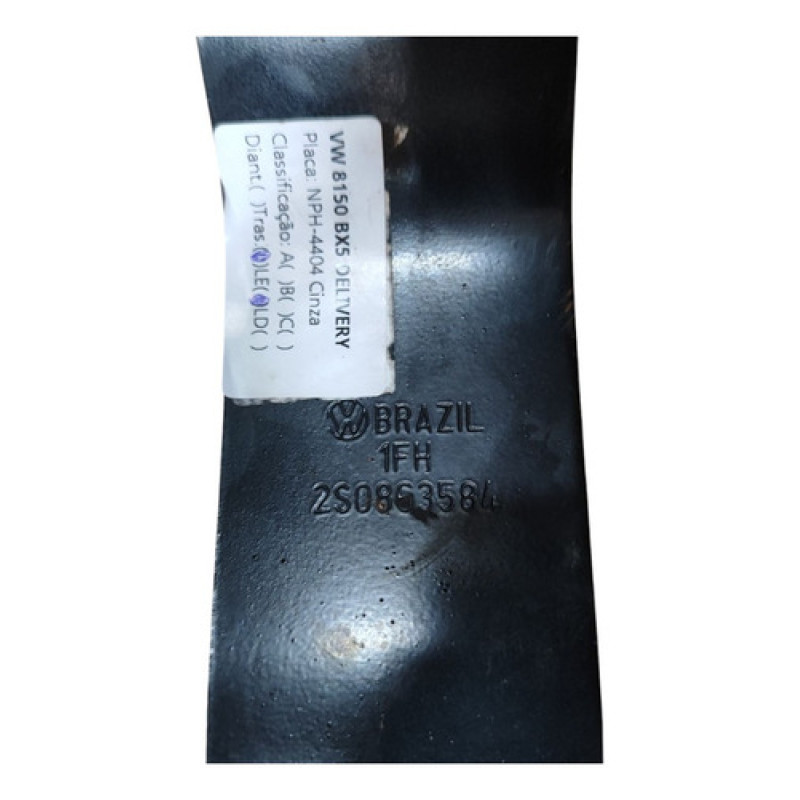 VW 8150 BX5 DELIVERY
Placa: NPH-4404 Cinza
Classificação: A( )B( )C( )
Diant.( )Tras.( )LE( )LD( )
BRAZIL
1FH
2S0863584